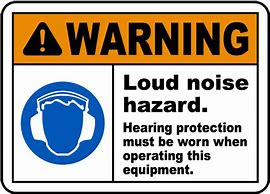 WARNING
Loud noise
hazard.
Hearing protection
must be worn when
operating this
equipment.